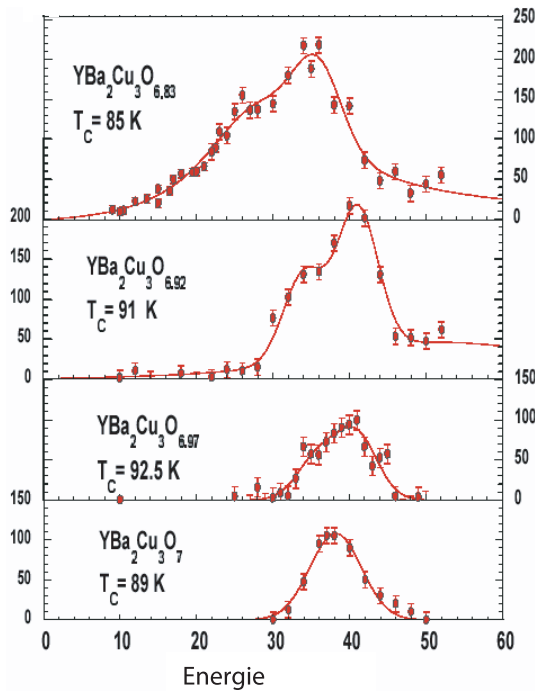 250
YBa2Cu3O6.83
200
TC= 85 K
150
100
50
200
0
150
YBa2Cu3O6.92
100
TC= 91 K
50
0
150
YBa2Cu3O6.97
100
TC= 92.5 K
50
150
0
YBa2Cu3O7
100
TC= 89 K
50
0
0 10 20 30 40 50 60
Energie